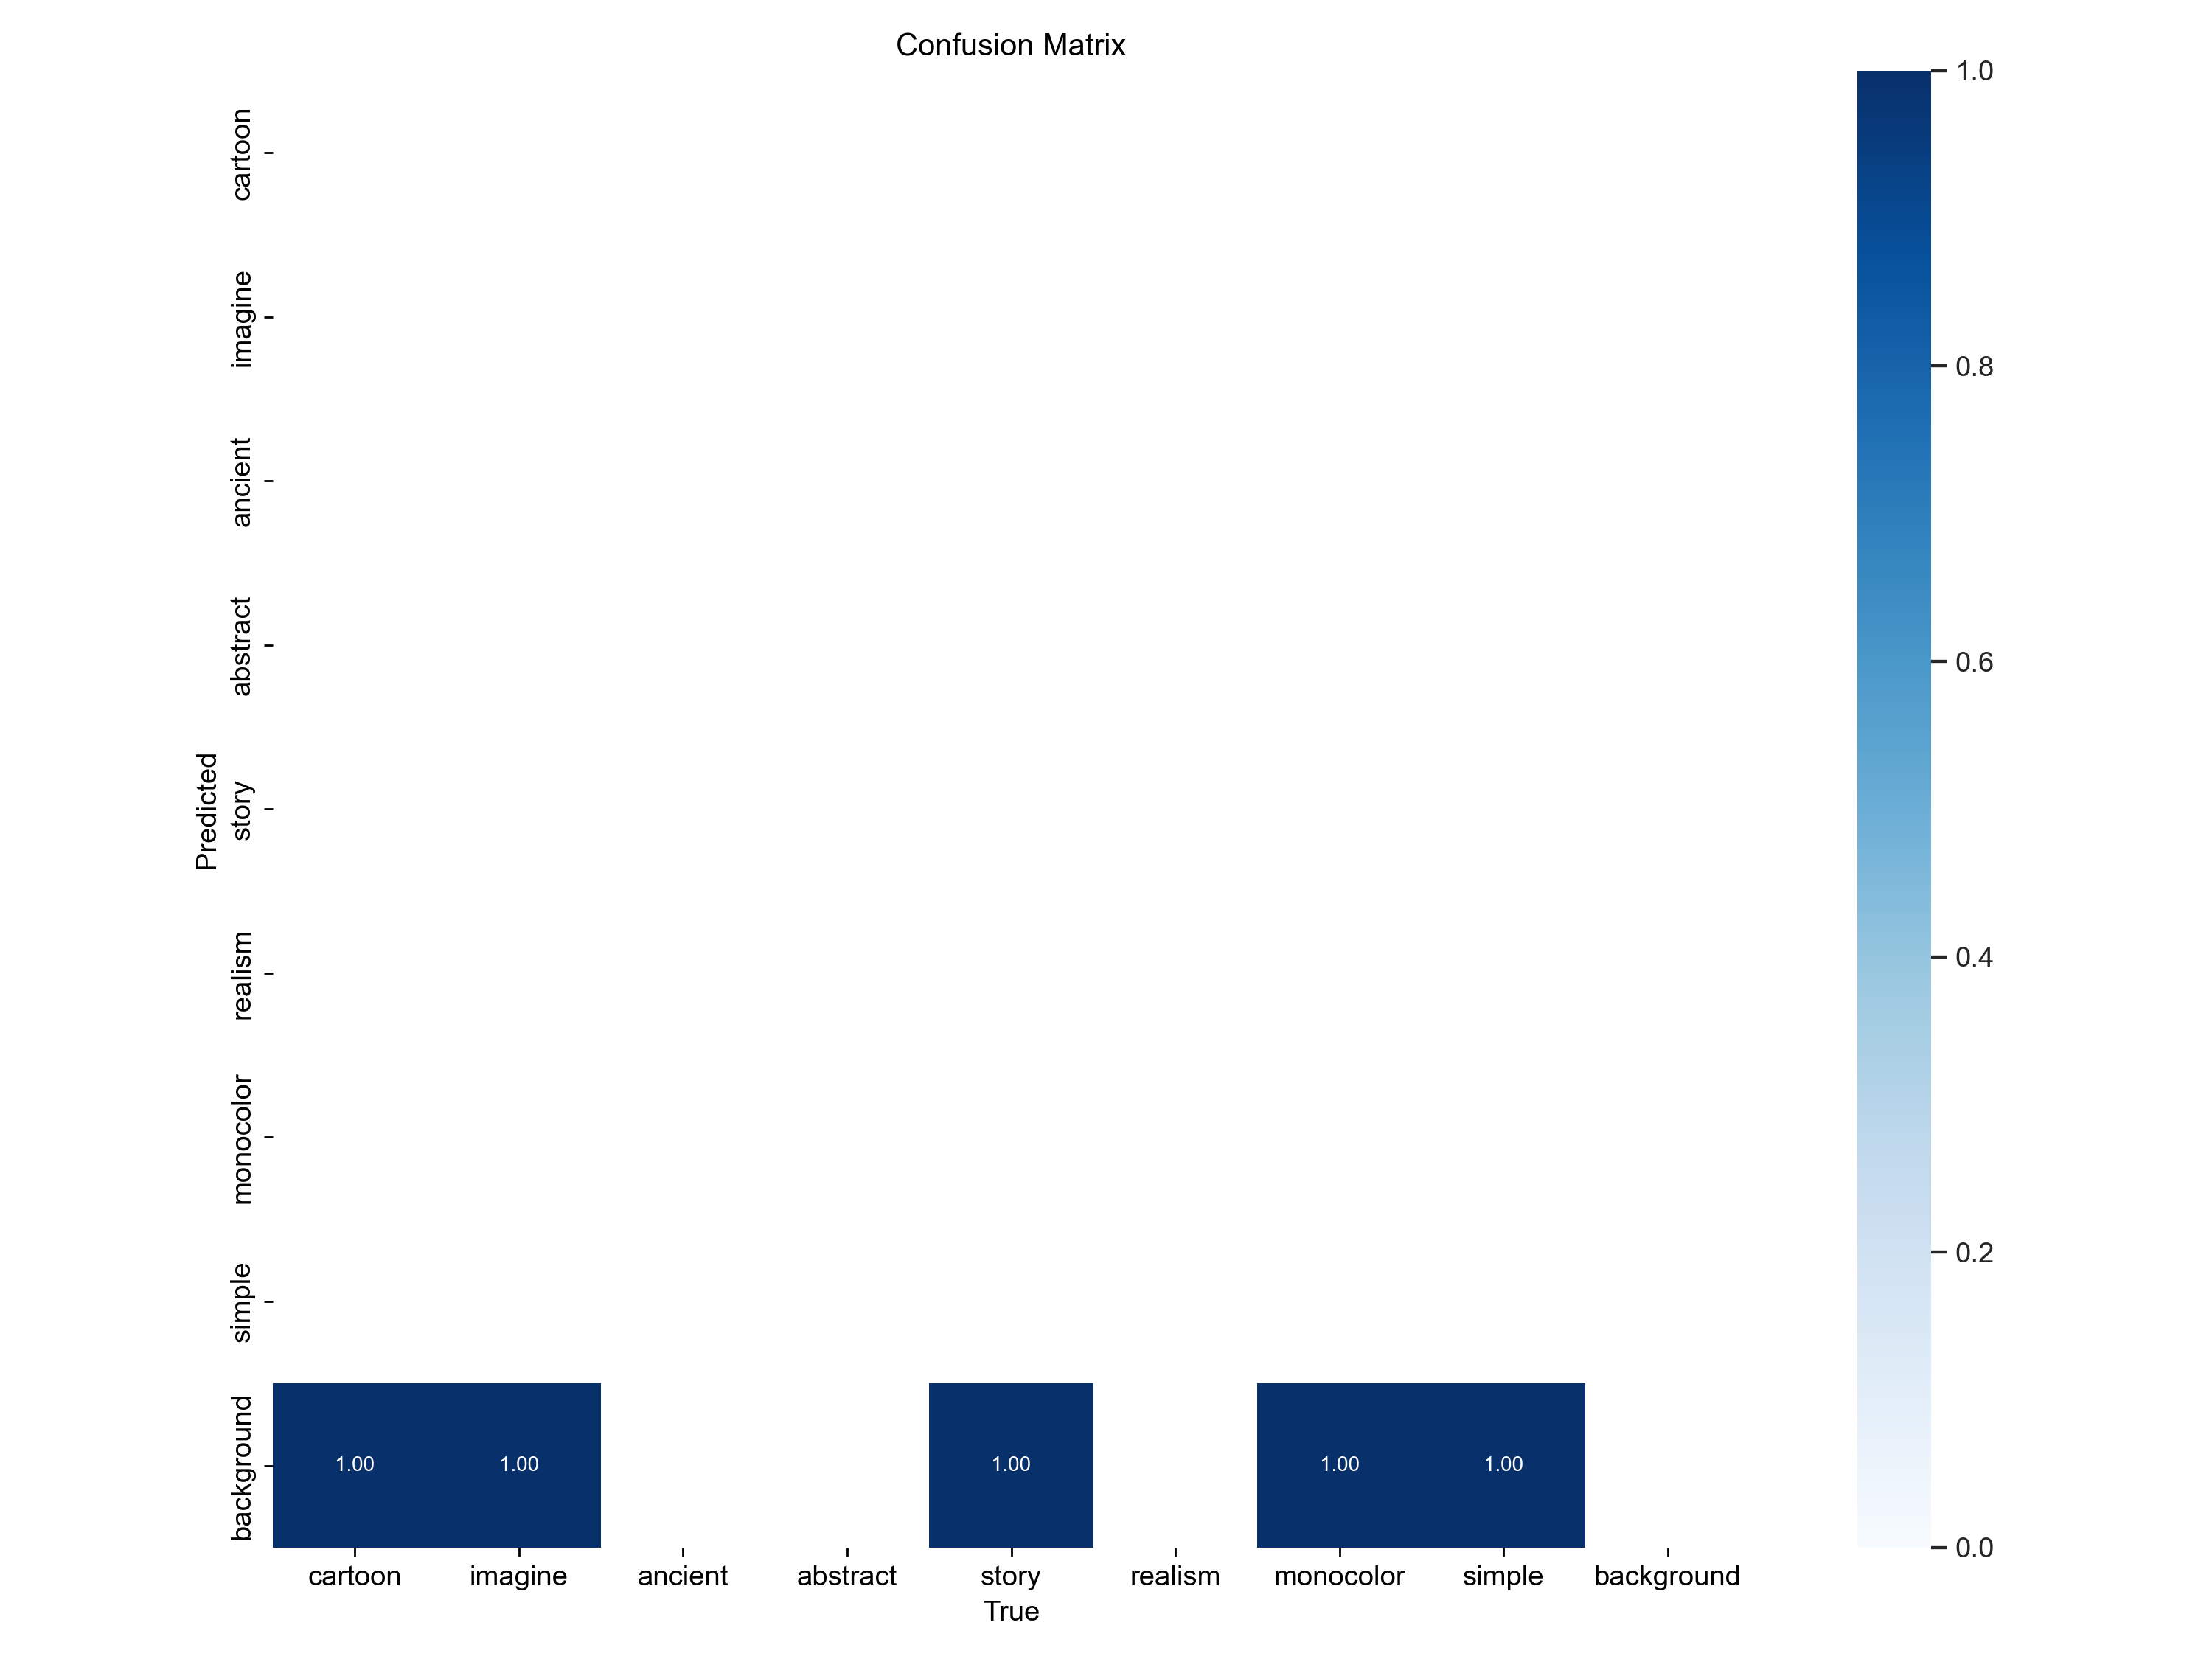 Confusion Matrix
Predicted
cartoon
imagine
ancient
abstract
story
realism
monocolor
simple
background
1.00 1.00 1.00 1.00 1.00
cartoon imagine ancient abstract story realism monocolor simple background
True
1.0
0.8
0.6
0.4
0.2
0.0